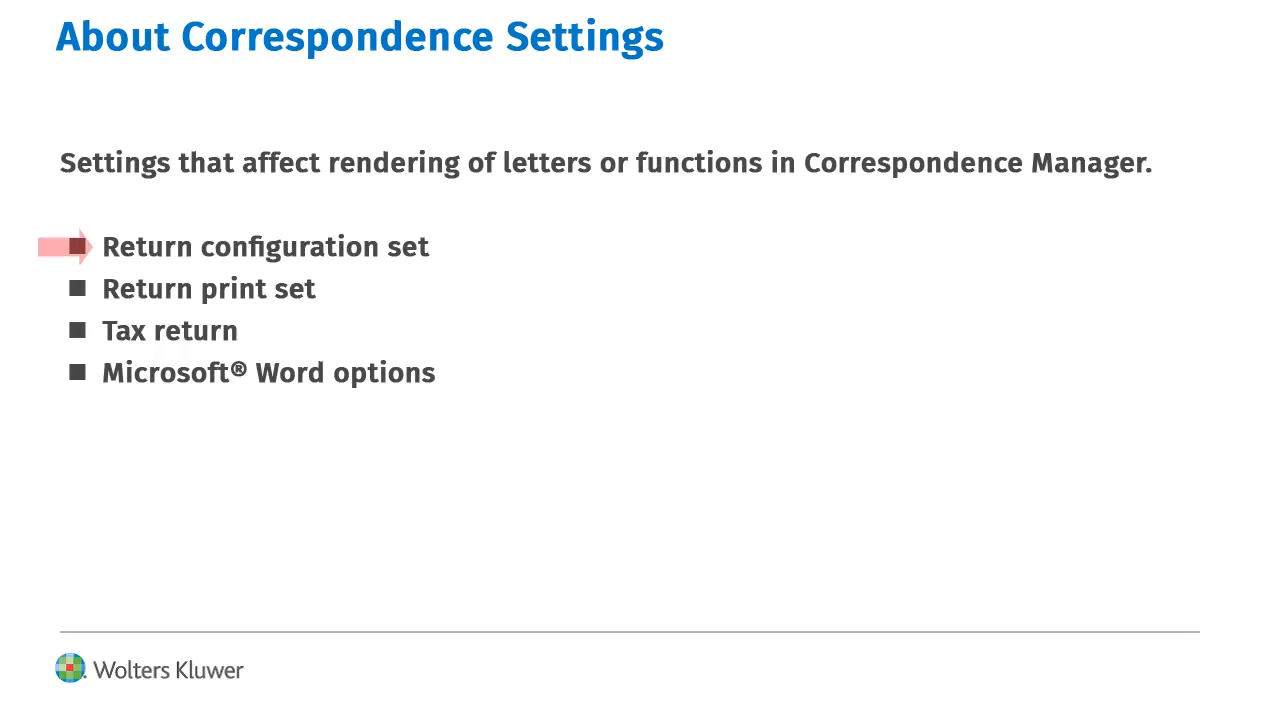 About Correspondence Settings
Settings that affect rendering of letters or functions in Correspondence Manager.
Return configuration set
Return print set
Tax return
Microsoft® Word options
Wolters Kluwer